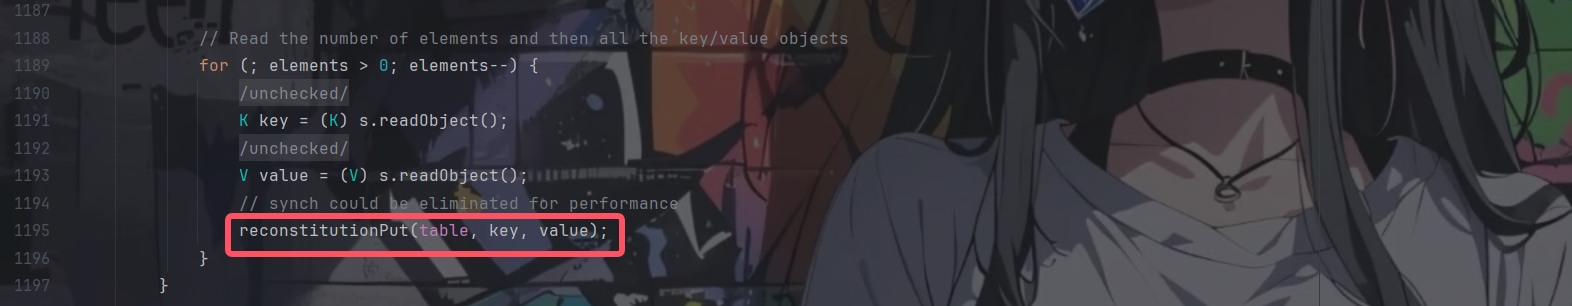 1187
1188 // Read the number of elements and then all the key/value objects
1189 for (; elements > 0; elements--) {
1190 /unchecked/
1191 K key = (K) s.readObject();
1192 /unchecked/
1193 V value = (V) s.readObject();
1194 // synch could be eliminated for performance
1195 reconstitutionPut(table, key, value);
1196 }
1197 }